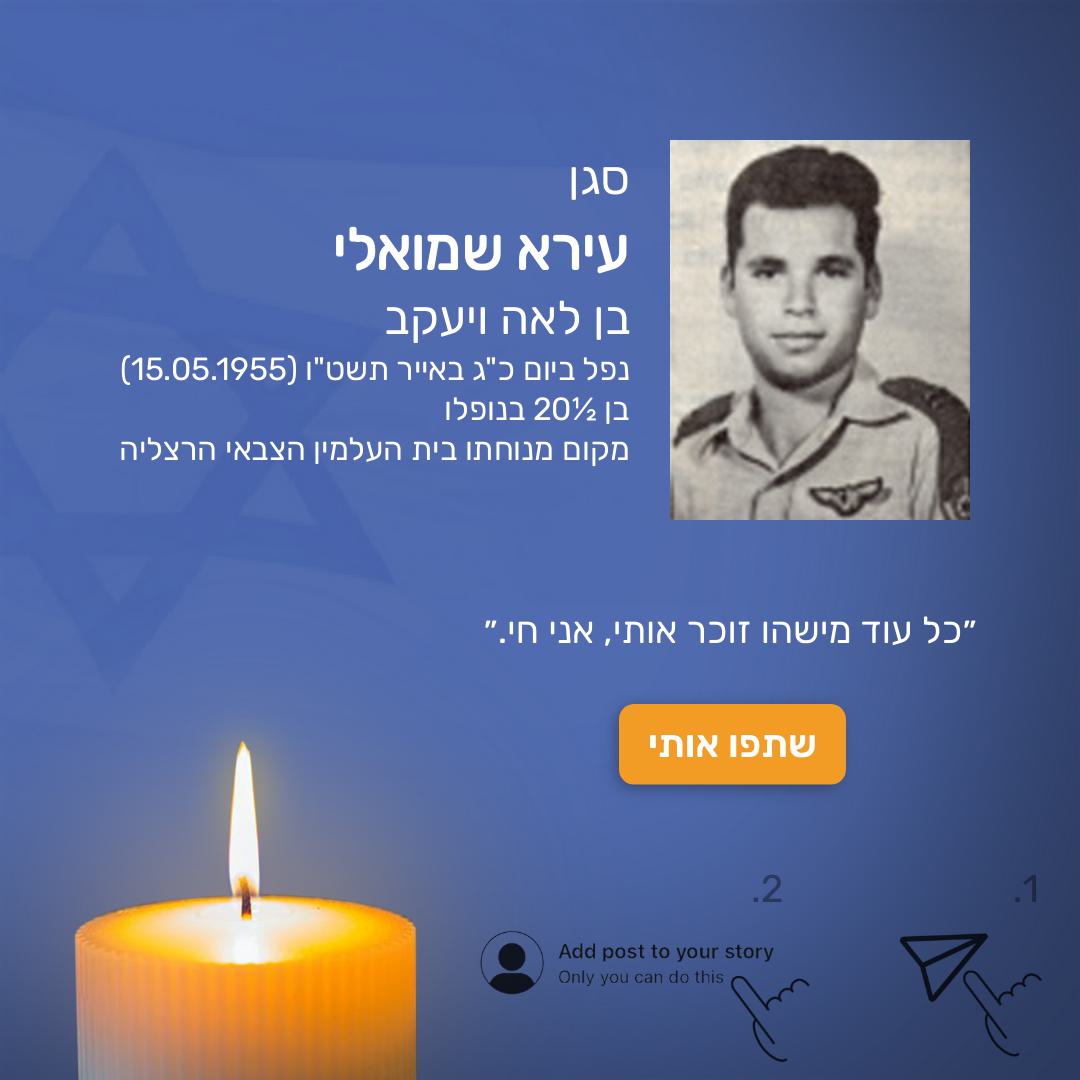 סגן
עירא שמואלי
בן לאה ויעקב
נפל ביום כ"ג באייר תשט"ו (15.05.1955)
בן 20½ בנופלו
מקום מנוחתו בית העלמין הצבאי הרצליה
״כל עוד מישהו זוכר אותי, אני חי.״
שתפו אותי
1.
2.
Add post to your story
Only you can do this